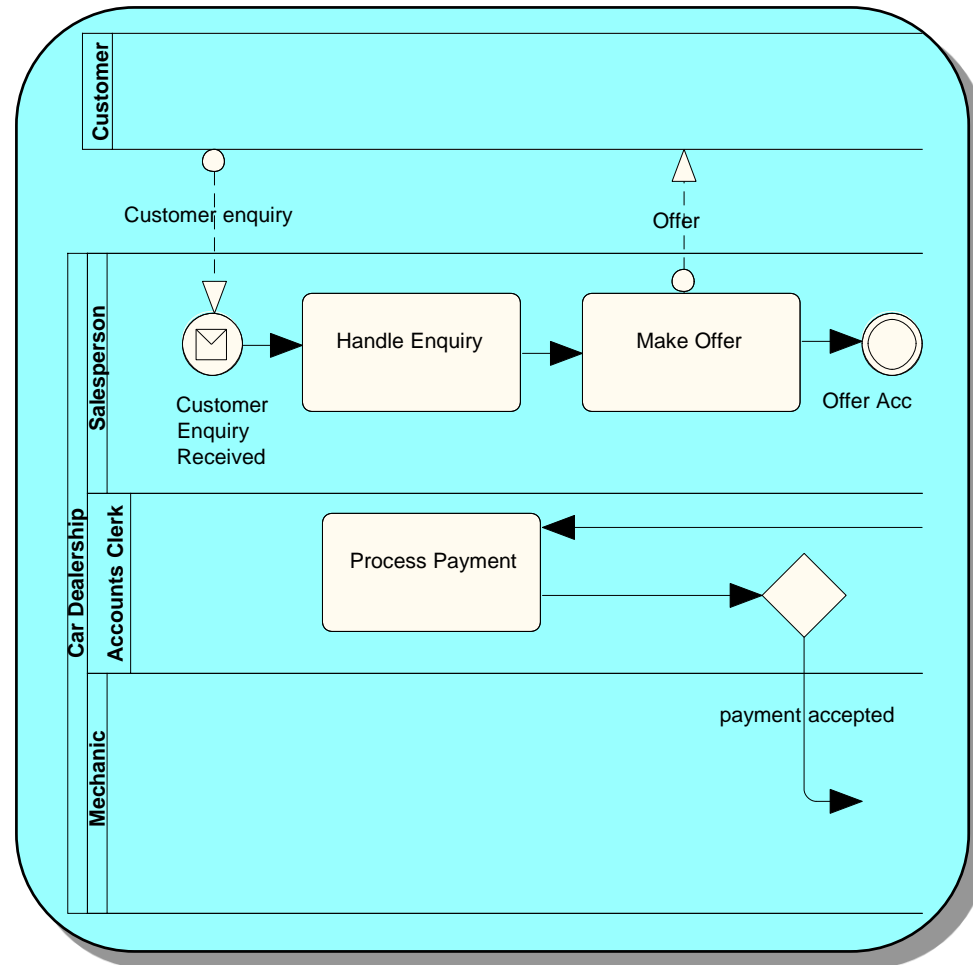 Customer
Customer enquiry
Offer
Car Dealership
Salesperson
Handle Enquiry
Make Offer
Customer
Enquiry
Received
Offer Acc
Accounts Clerk
Process Payment
Mechanic
payment accepted